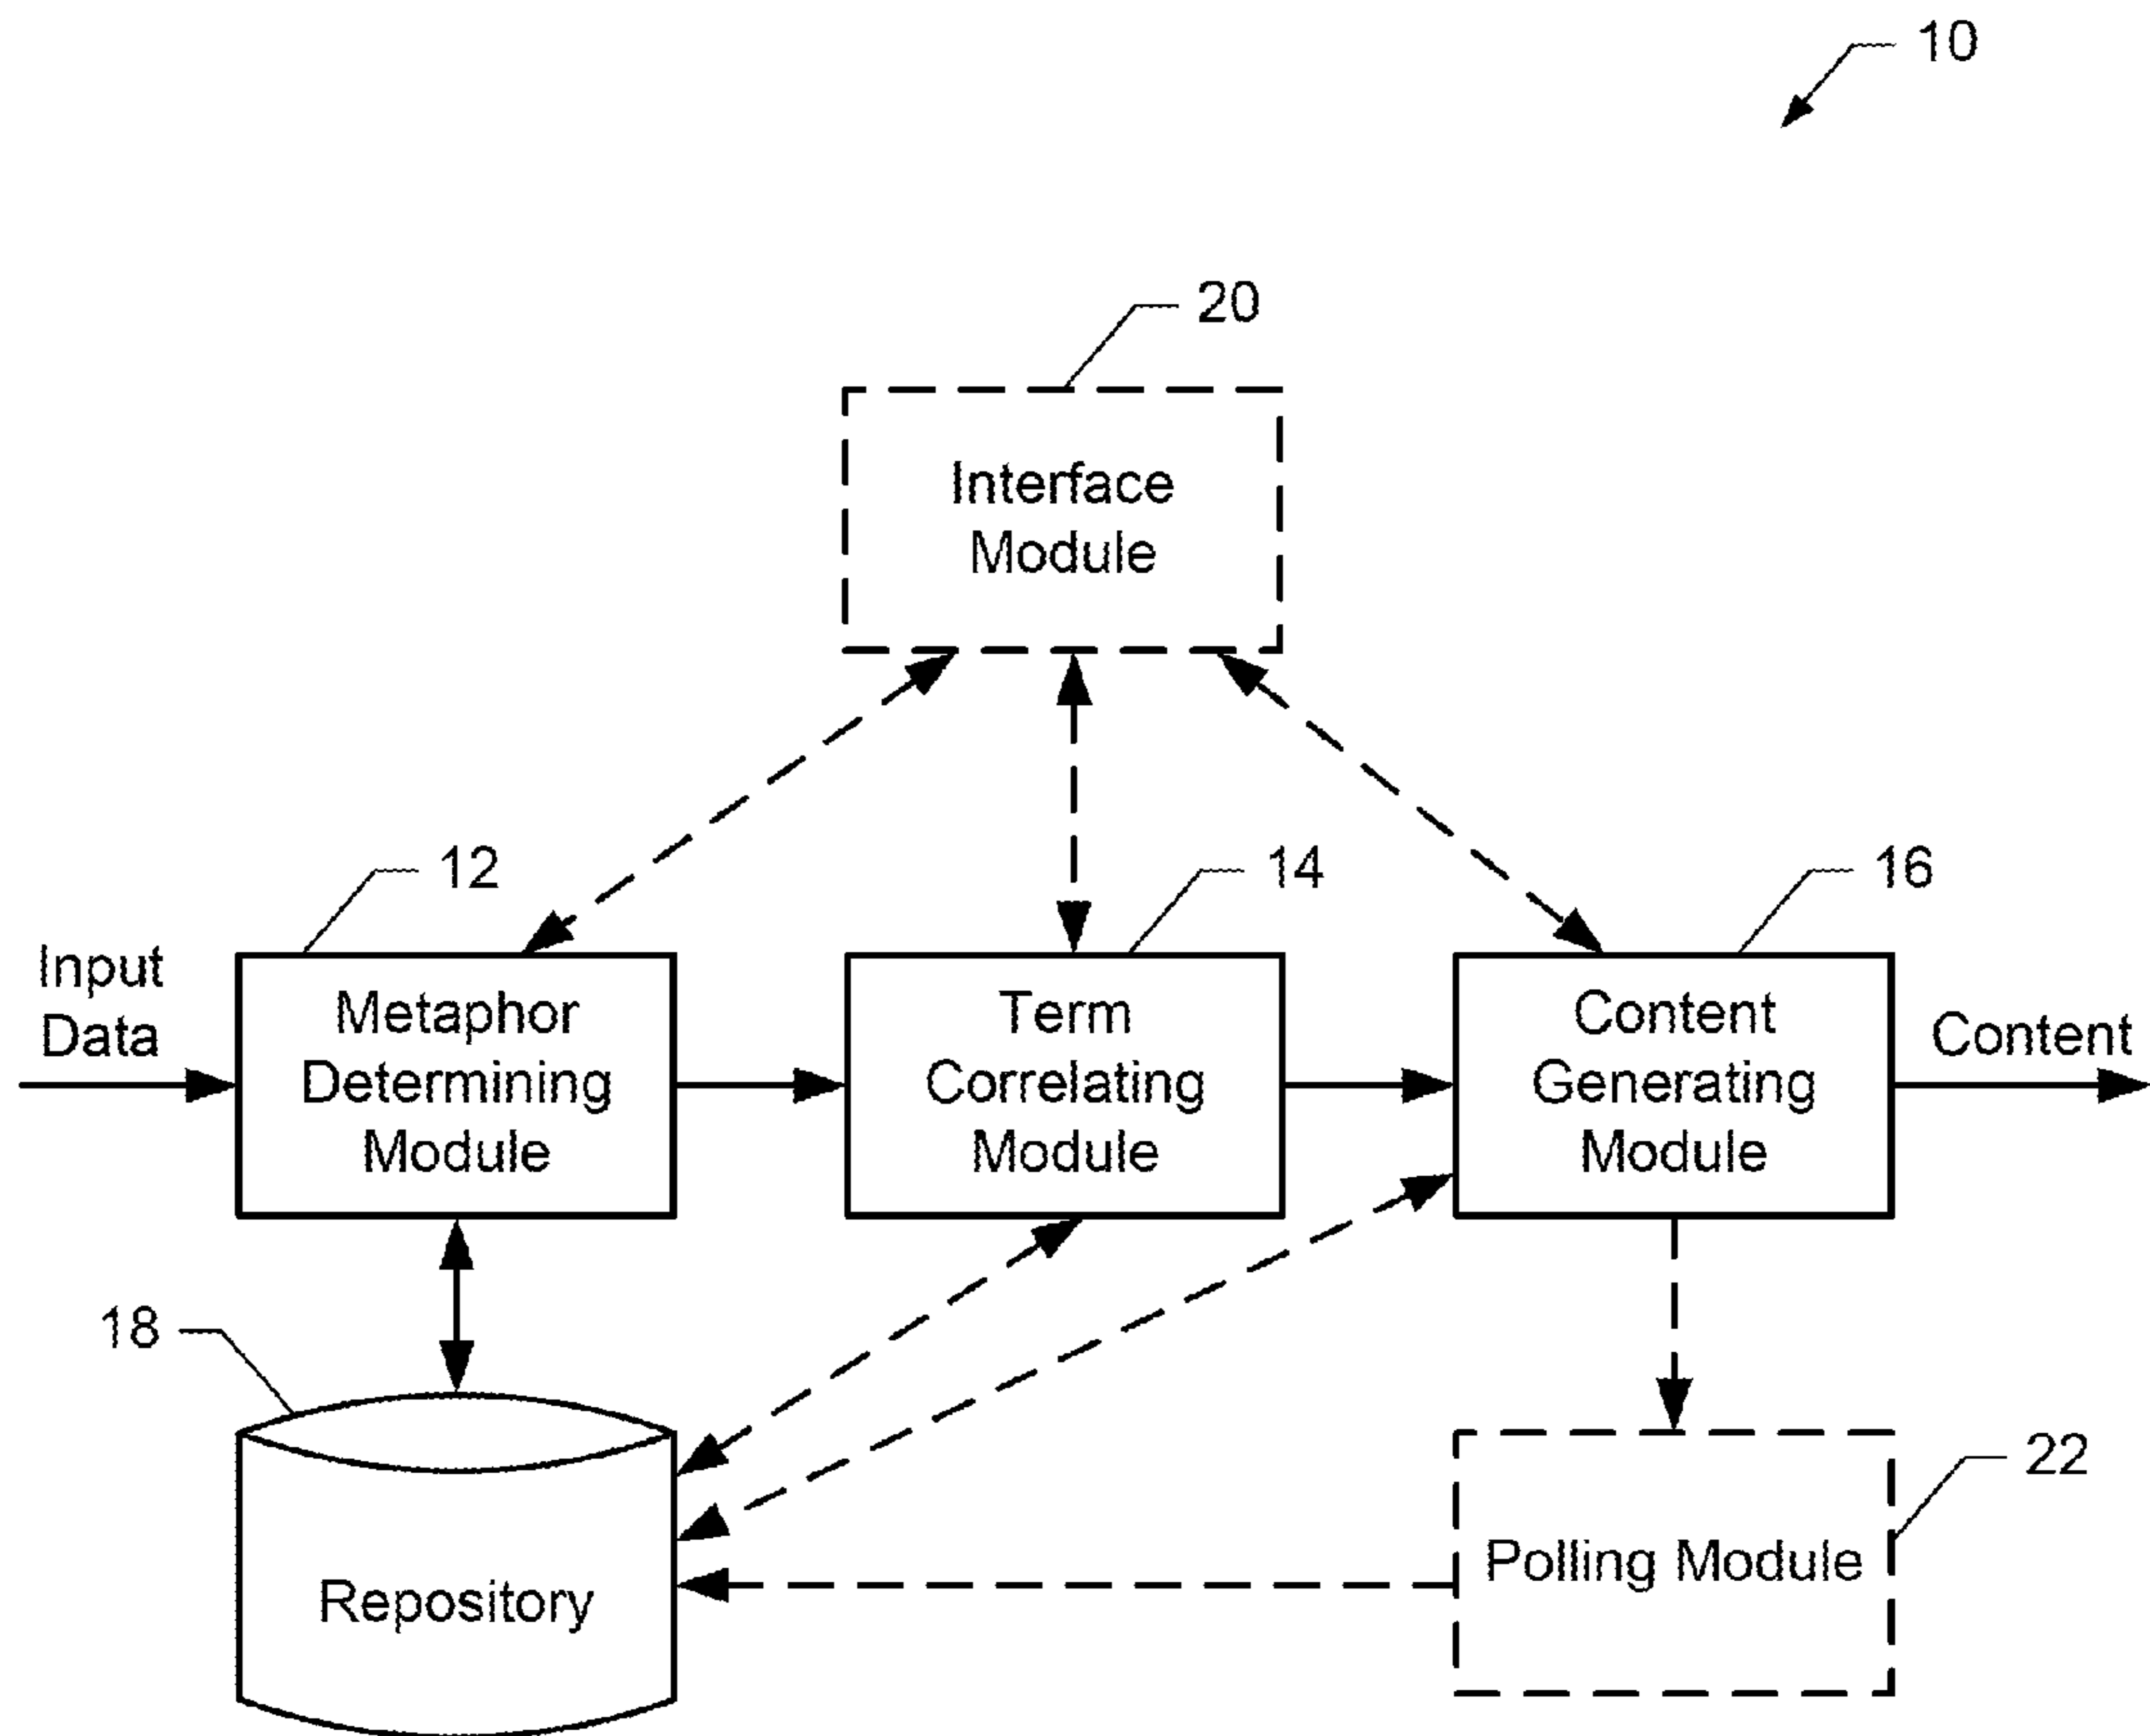 10
20
Interface
Module
12
14
16
Input
Data
Metaphor
Determining
Module
Term
Correlating
Module
Content
Generating
Module
Content
18
Repository
22
Polling Module